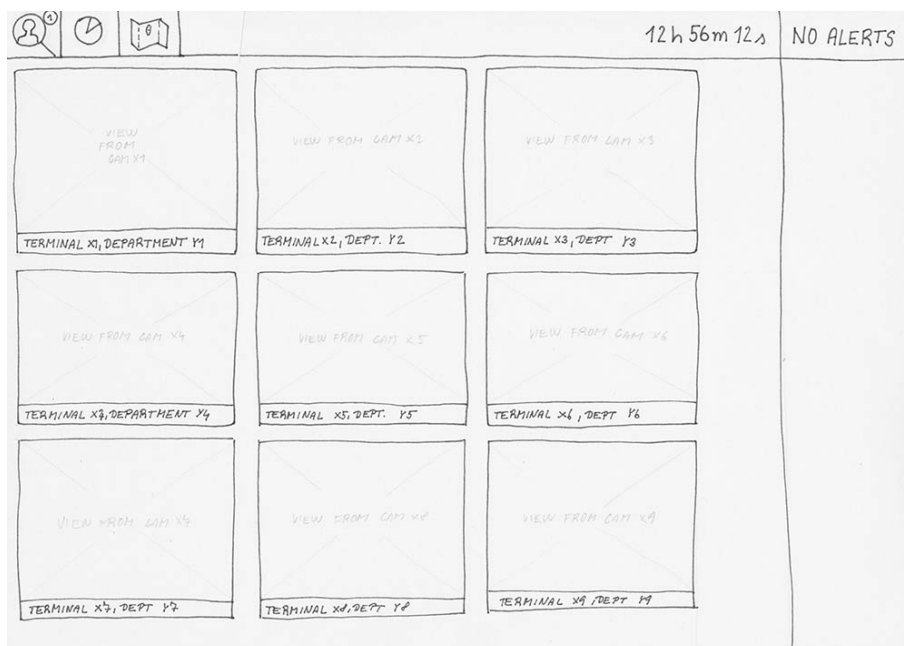 1
12h 56m 12s
NO ALERTS
VIEW
FROM
CAM X1
VIEW FROM CAM X2
VIEW FROM CAM X3
TERMINAL X1, DEPARTMENT Y1
TERMINAL X2, DEPT. Y2
TERMINAL X3, DEPT Y3
VIEW FROM CAM X4
VIEW FROM CAM X5
VIEW FROM CAM X6
TERMINAL X4, DEPARTMENT Y4
TERMINAL X5, DEPT. Y5
TERMINAL X6, DEPT Y6
VIEW FROM CAM X7
VIEW FROM CAM X8
VIEW FROM CAM X9
TERMINAL X7, DEPT Y7
TERMINAL X8, DEPT Y8
TERMINAL X9, DEPT Y9